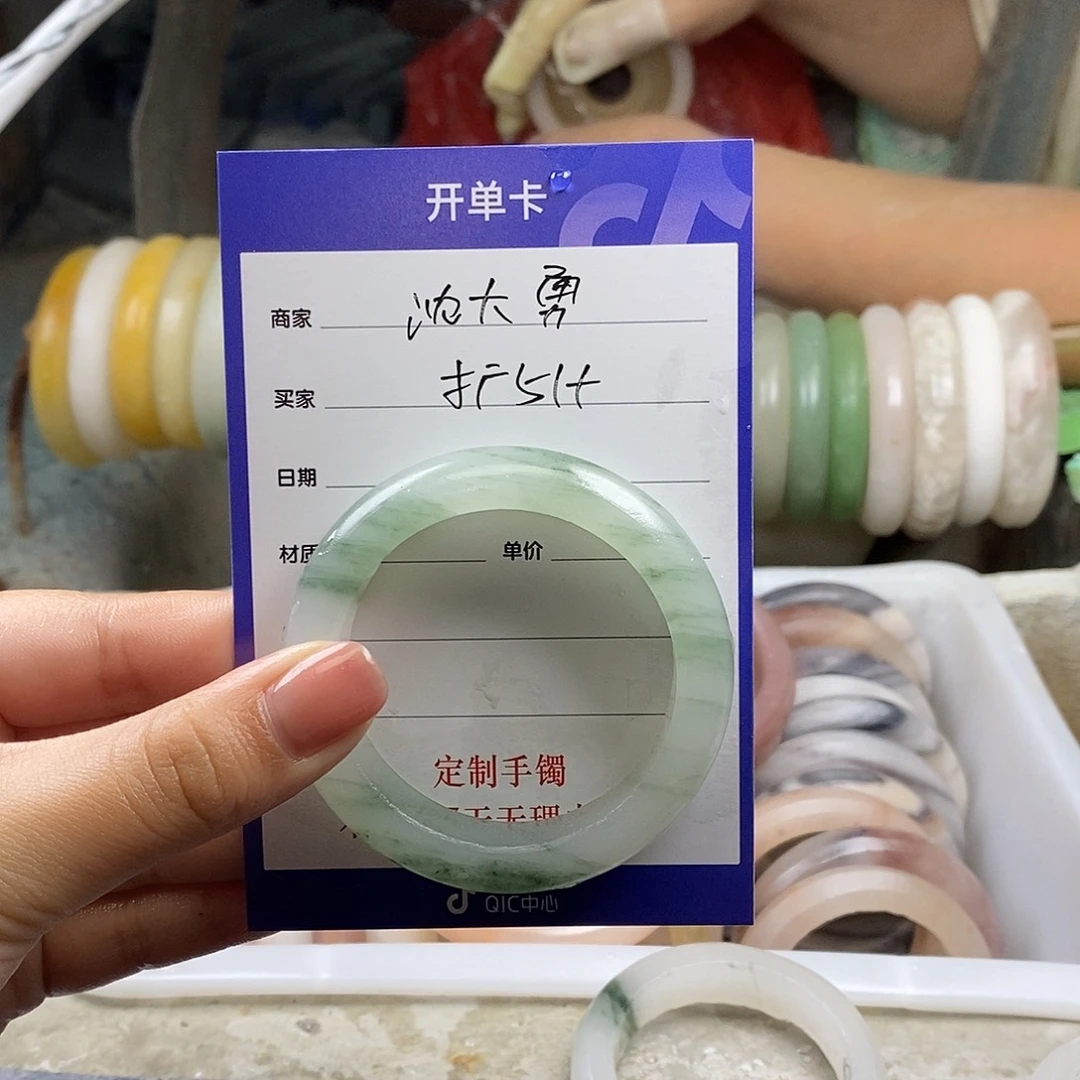 开单卡
商家 沈大勇
买家
日期
材质 单价
定制手镯
QIC中心